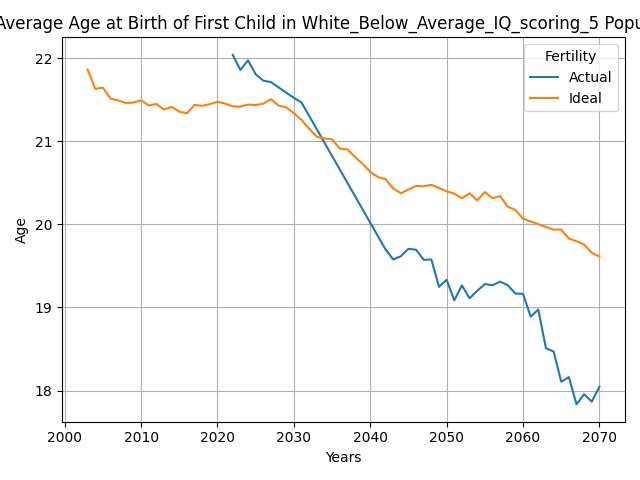 Average Age at Birth of First Child in White_Below_Average_IQ_scoring_5 Popu
Fertility
Actual
Ideal
Age
22
21
20
19
18
2000 2010 2020 2030 2040 2050 2060 2070
Years